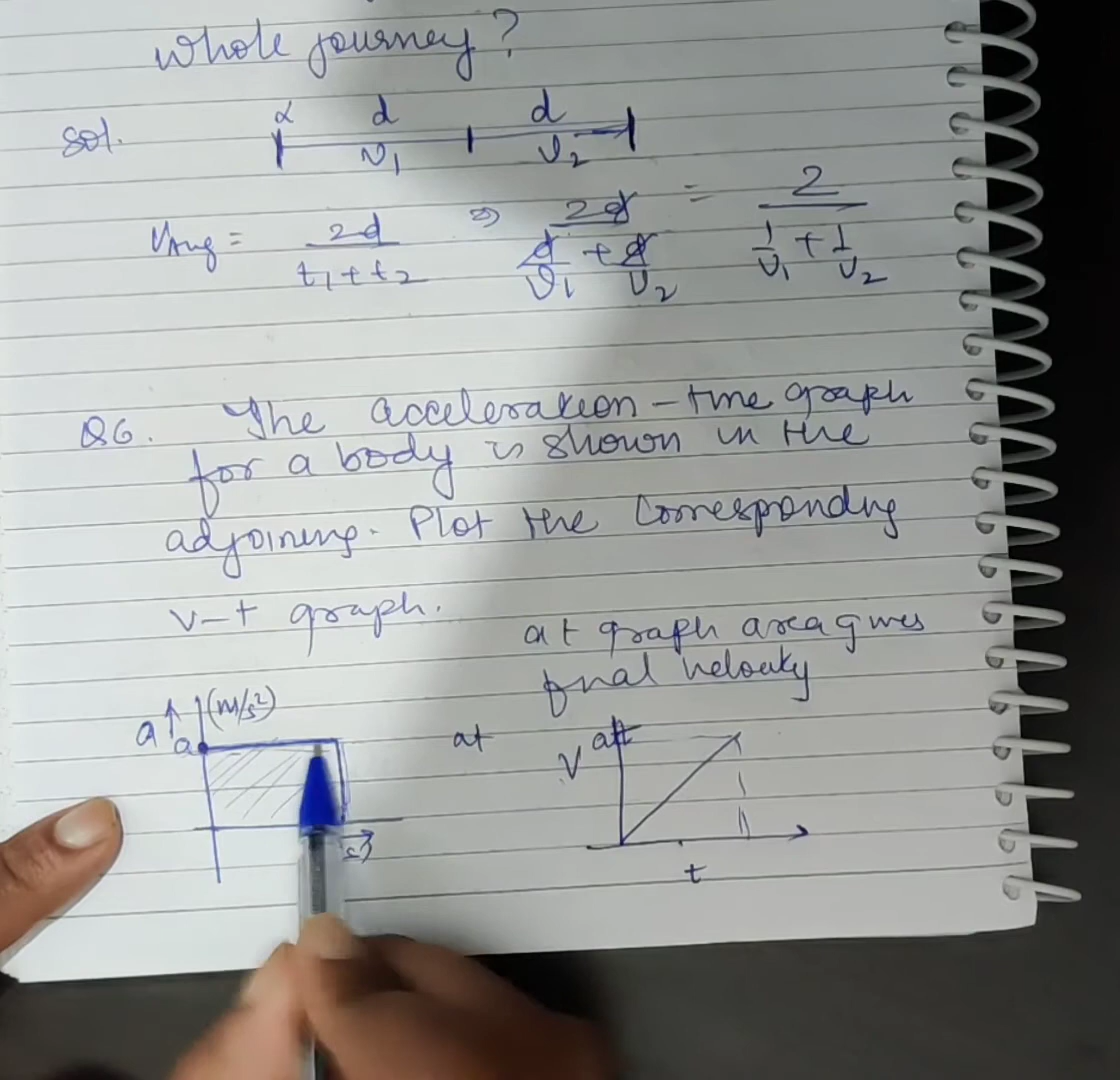 whole journey?
Sol. α d d
v₁ v₂
vAvg = 2d / t₁+t₂ ⇒ 2d / d/v₁ + d/v₂ = 2 / 1/v₁ + 1/v₂
Q6. The acceleration-time graph
for a body is shown in the
adjoining. Plot the Corresponding
v-t graph.
at graph area gives
final velocity
a ↑ (m/s²)
a at V at
t